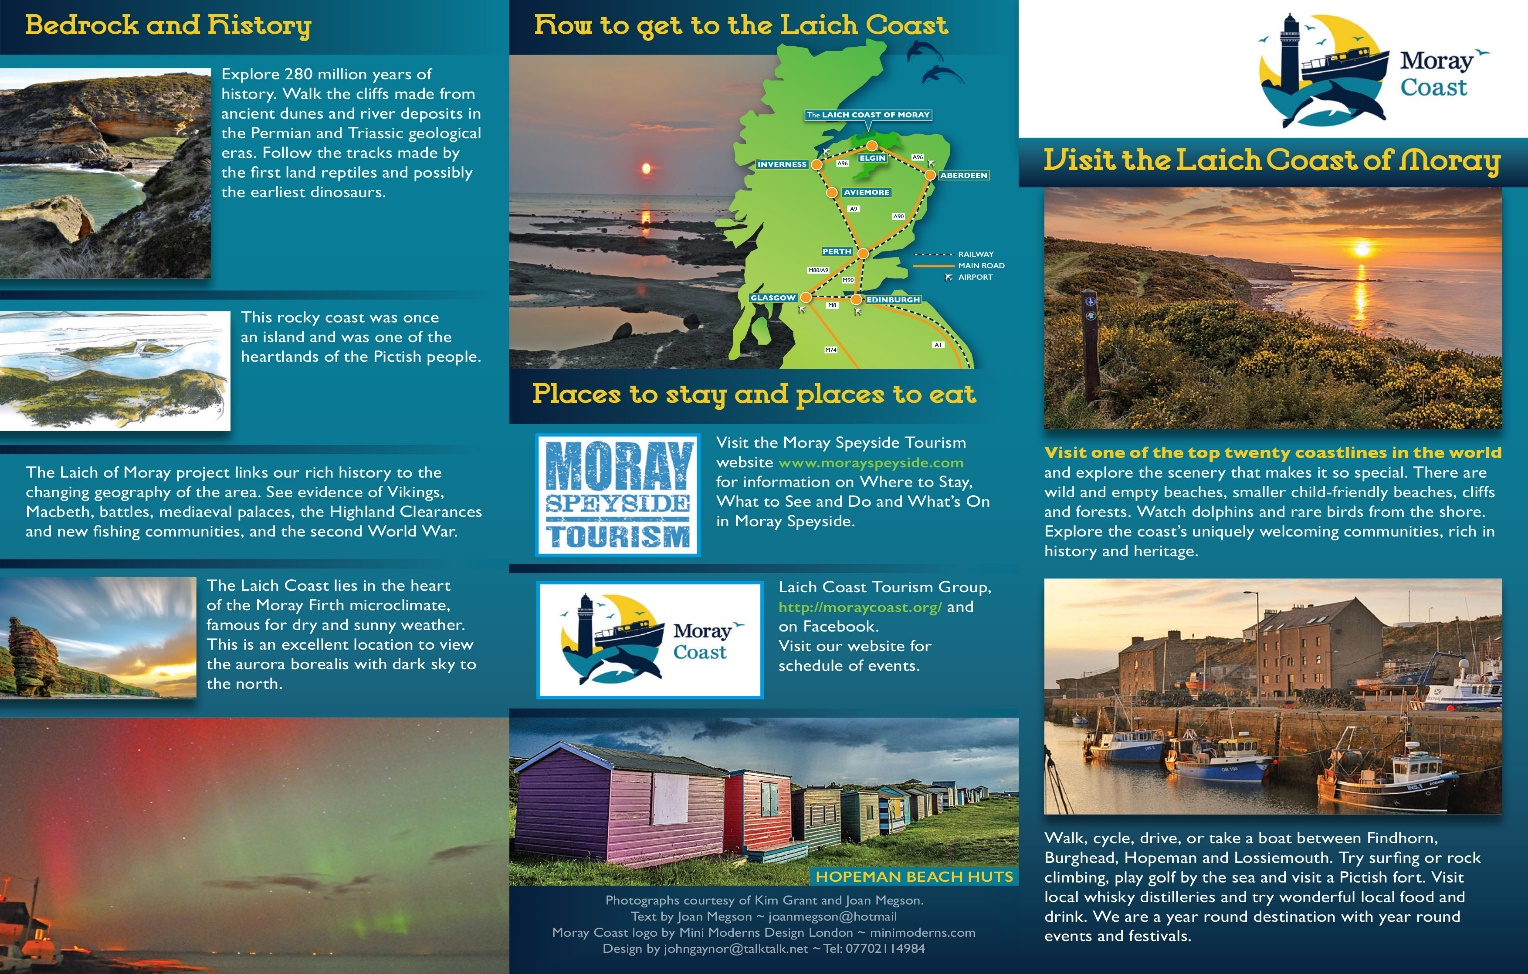 Bedrock and History
Explore 280 million years of
history. Walk the cliffs made from
ancient dunes and river deposits in
the Permian and Triassic geological
eras. Follow the tracks made by
the first land reptiles and possibly
the earliest dinosaurs.
This rocky coast was once
an island and was one of the
heartlands of the Pictish people.
The Laich of Moray project links our rich history to the
changing geography of the area. See evidence of Vikings,
Macbeth, battles, mediaeval palaces, the Highland Clearances
and new fishing communities, and the second World War.
The Laich Coast lies in the heart
of the Moray Firth microclimate,
famous for dry and sunny weather.
This is an excellent location to view
the aurora borealis with dark sky to
the north.
How to get to the Laich Coast
The LAICH COAST OF MORAY
INVERNESS
A96
ELGIN
A96
ABERDEEN
AVIEMORE
A9
A90
PERTH
RAILWAY
MAIN ROAD
AIRPORT
M80/A9
M90
GLASGOW
EDINBURGH
M8
M74
A1
Places to stay and places to eat
MORAY
SPEYSIDE
TOURISM
Visit the Moray Speyside Tourism
website www.morayspeyside.com
for information on Where to Stay,
What to See and Do and What's On
in Moray Speyside.
Moray
Coast
Laich Coast Tourism Group,
http://moraycoast.org/ and
on Facebook.
Visit our website for
schedule of events.
HOPEMAN BEACH HUTS
Photographs courtesy of Kim Grant and Joan Megson.
Text by Joan Megson ~ joanmegson@hotmail
Moray Coast logo by Mini Moderns Design London ~ minimoderns.com
Design by johngaynor@talktalk.net ~ Tel: 07702114984
Moray
Coast
Visit the Laich Coast of Moray
Visit one of the top twenty coastlines in the world
and explore the scenery that makes it so special. There are
wild and empty beaches, smaller child-friendly beaches, cliffs
and forests. Watch dolphins and rare birds from the shore.
Explore the coast's uniquely welcoming communities, rich in
history and heritage.
Walk, cycle, drive, or take a boat between Findhorn,
Burghead, Hopeman and Lossiemouth. Try surfing or rock
climbing, play golf by the sea and visit a Pictish fort. Visit
local whisky distilleries and try wonderful local food and
drink. We are a year round destination with year round
events and festivals.